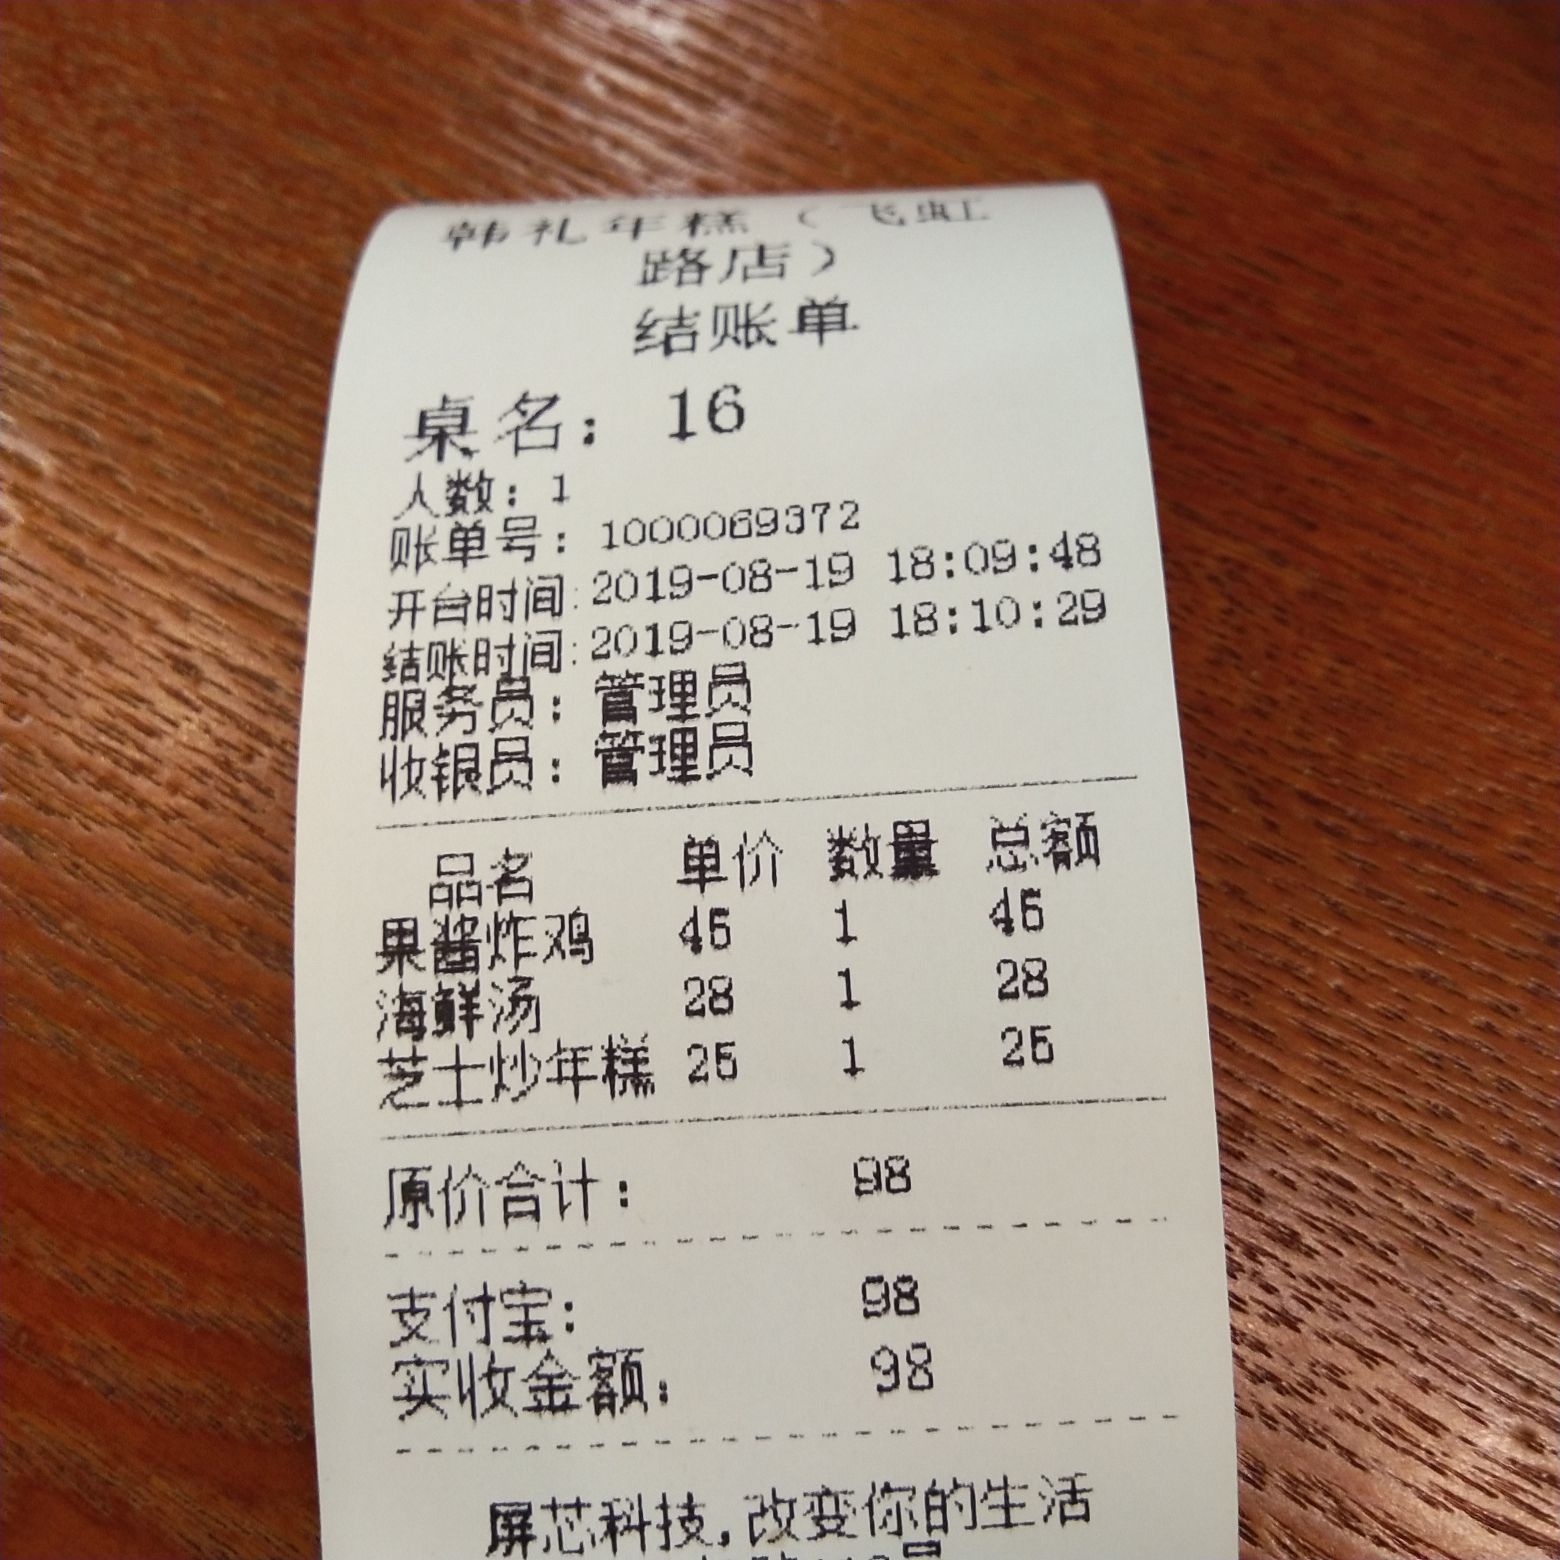 韩礼年糕（飞虹
路店）
结账单
桌名：16
人数：1
账单号：1000069372
开台时间:2019-08-19 18:09:48
结账时间:2019-08-19 18:10:29
服务员：管理员
收银员：管理员
品名 单价 数量 总额
果酱炸鸡 45 1 45
海鲜汤 28 1 28
芝士炒年糕 25 1 25
原价合计： 98
支付宝： 98
实收金额： 98
屏芯科技,改变你的生活